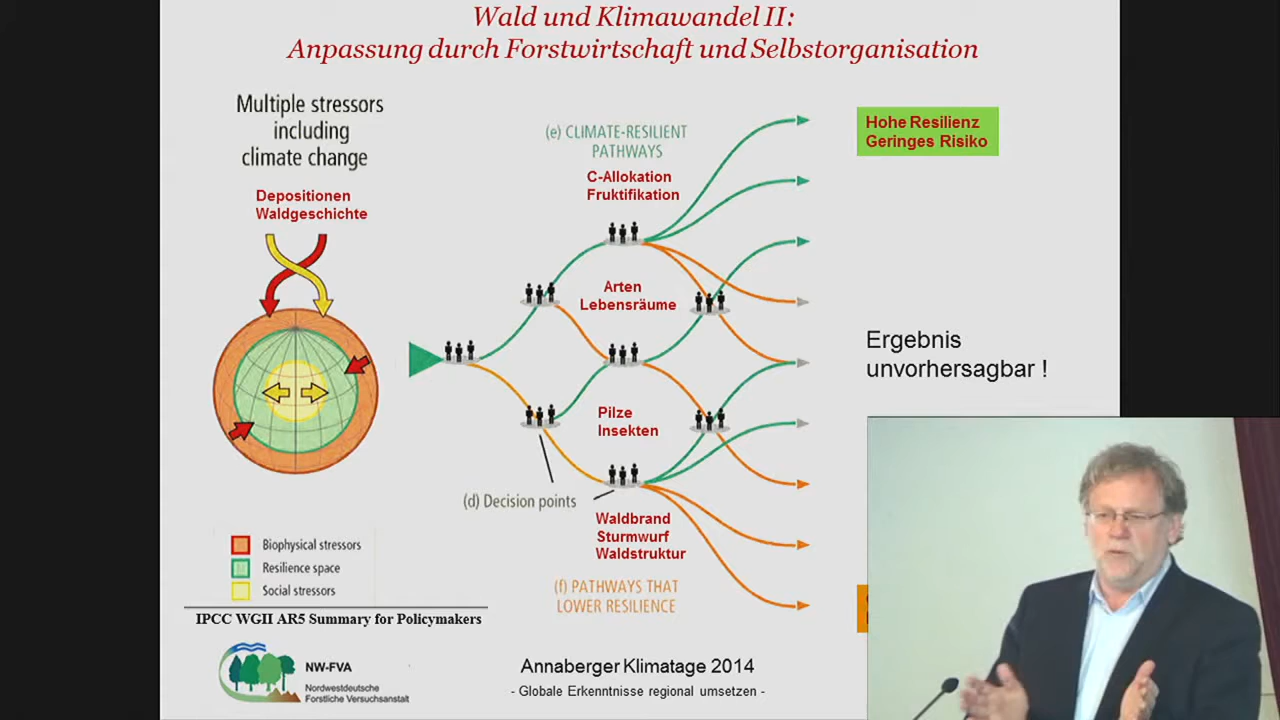 Wald und Klimawandel II:
Anpassung durch Forstwirtschaft und Selbstorganisation
Multiple stressors
including
climate change
Depositionen
Waldgeschichte
(e) CLIMATE-RESILIENT
PATHWAYS
C-Allokation
Fruktifikation
Hohe Resilienz
Geringes Risiko
Arten
Lebensräume
Ergebnis
unvorhersagbar !
Pilze
Insekten
(d) Decision points
Waldbrand
Sturmwurf
Waldstruktur
(f) PATHWAYS THAT
LOWER RESILIENCE
Biophysical stressors
Resilience space
Social stressors
IPCC WGII AR5 Summary for Policymakers
NW-FVA
Nordwestdeutsche
Forstliche Versuchsanstalt
Annaberger Klimatage 2014
- Globale Erkenntnisse regional umsetzen -